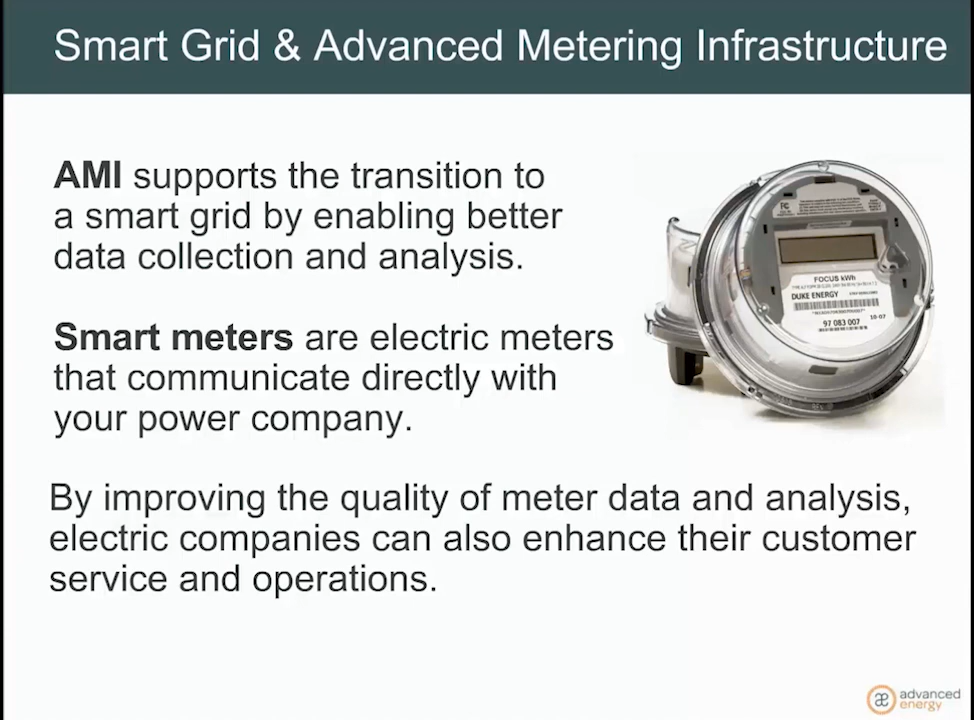 Smart Grid & Advanced Metering Infrastructure
AMI supports the transition to
a smart grid by enabling better
data collection and analysis.
Smart meters are electric meters
that communicate directly with
your power company.
By improving the quality of meter data and analysis,
electric companies can also enhance their customer
service and operations.
FC
FOCUS kWh
DUKE ENERGY
10-07
97 083 007
æ advanced
energy